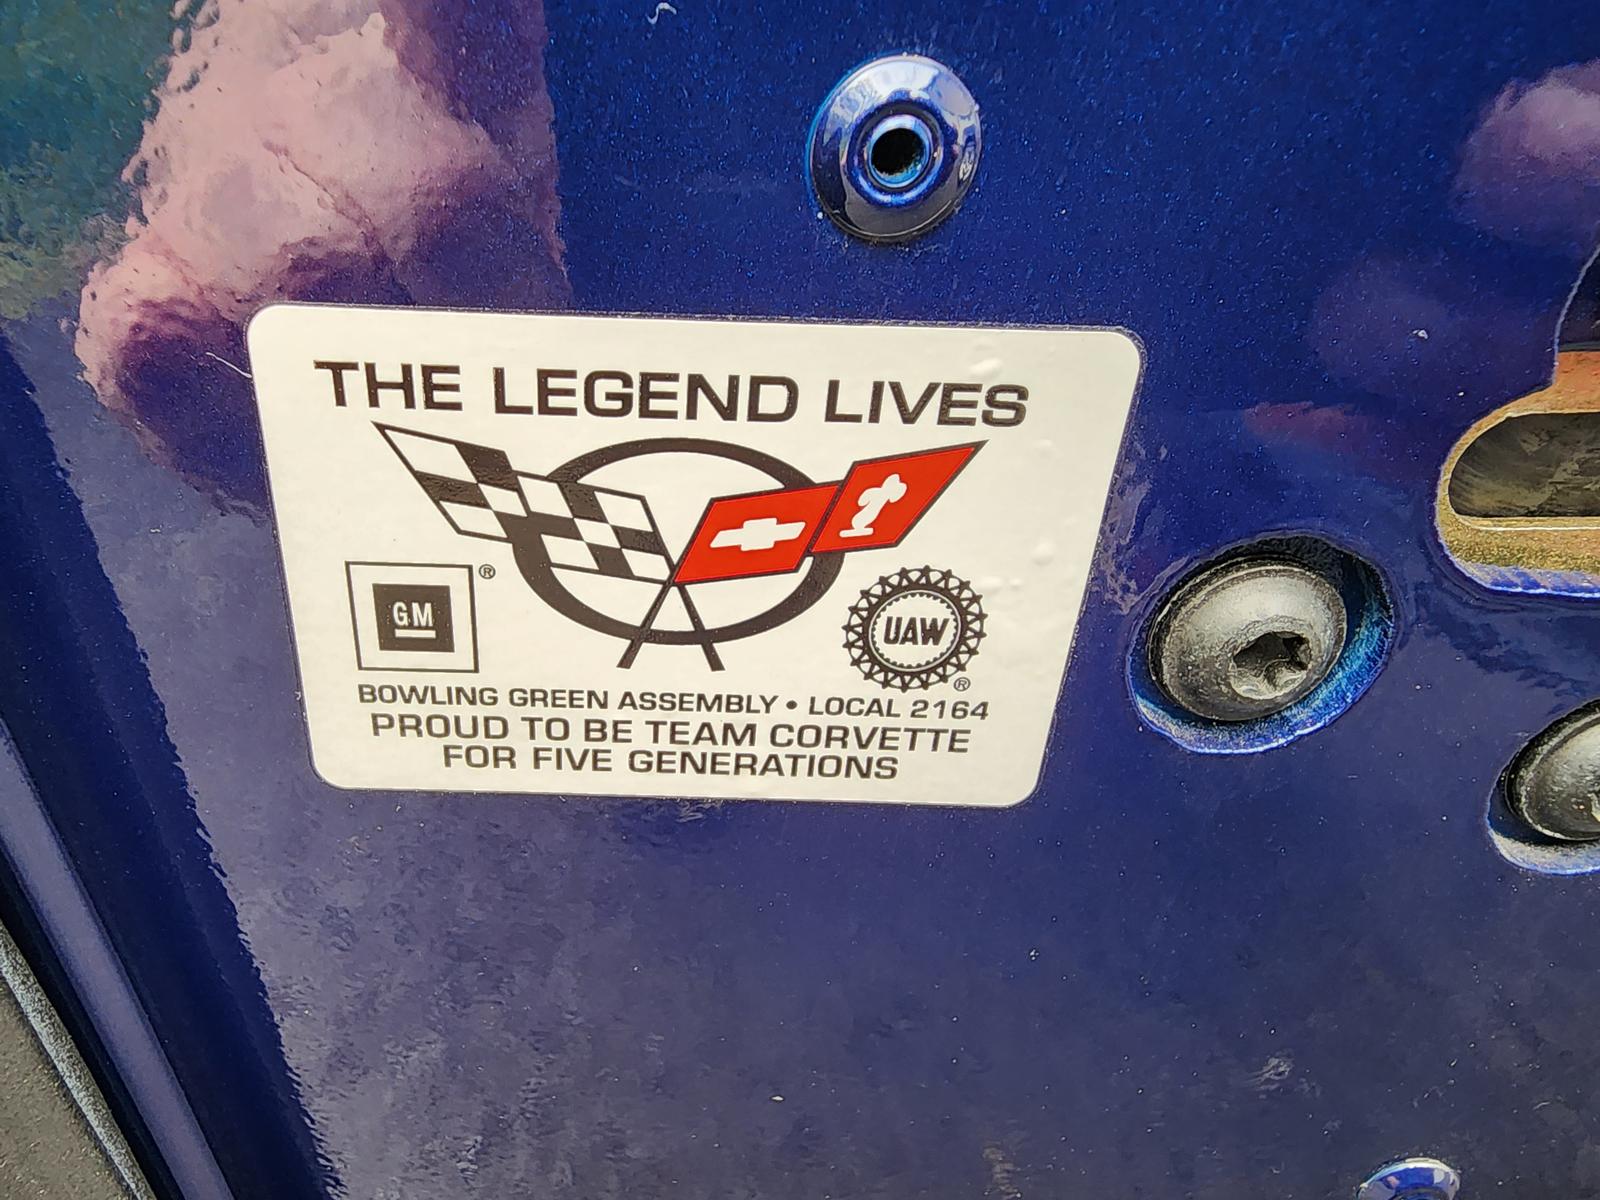 THE LEGEND LIVES
GM ®
UAW ®
BOWLING GREEN ASSEMBLY • LOCAL 2164
PROUD TO BE TEAM CORVETTE
FOR FIVE GENERATIONS